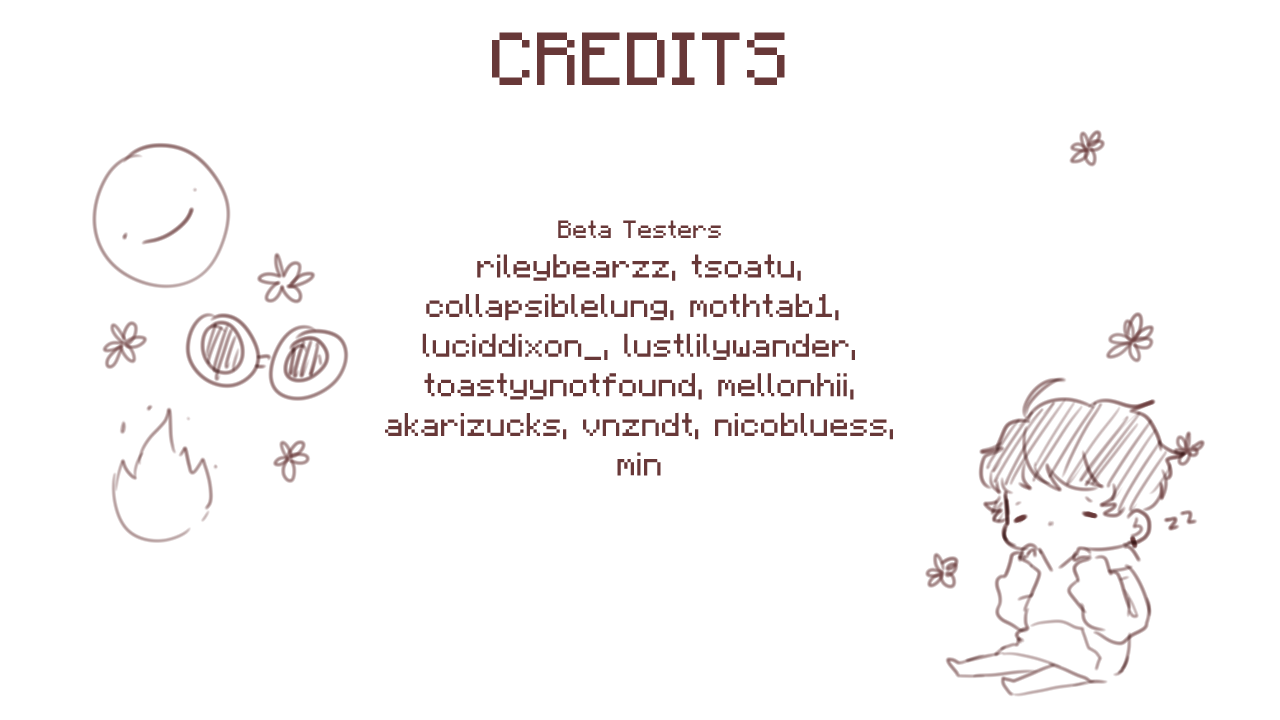 CREDITS
Beta Testers
rileybearzz, tsoatu,
collapsiblelung, mothtab1,
luciddixon_, lustlilywander,
toastyynotfound, mellonhii,
akarizucks, vnzndt, nicobluess,
min
zz